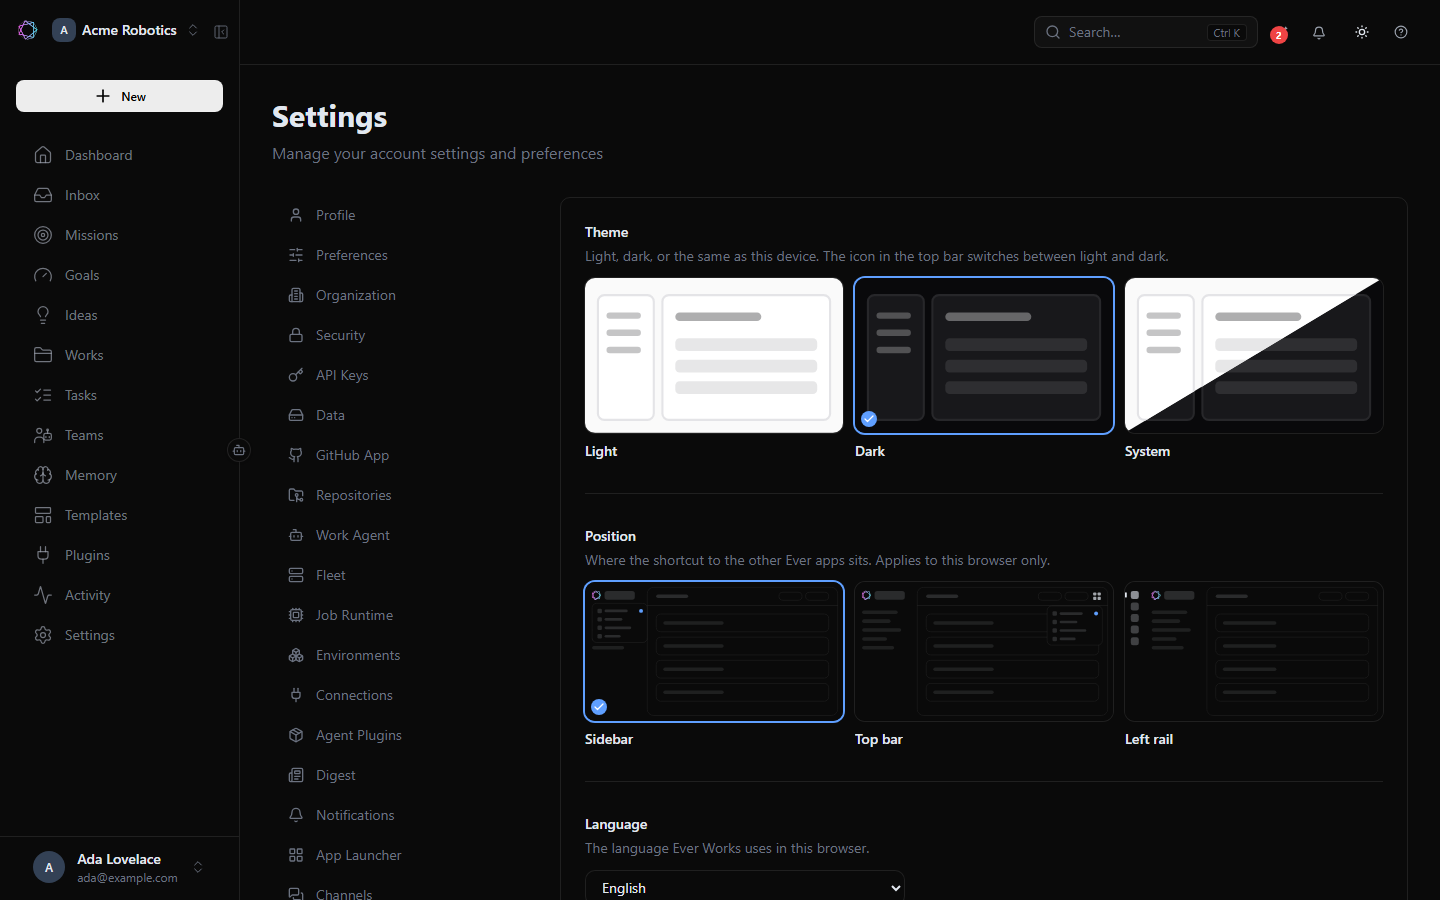 A Acme Robotics
Search... Ctrl K
2
New
Dashboard
Inbox
Missions
Goals
Ideas
Works
Tasks
Teams
Memory
Templates
Plugins
Activity
Settings
A
Ada Lovelace
ada@example.com
Settings
Manage your account settings and preferences
Profile
Preferences
Organization
Security
API Keys
Data
GitHub App
Repositories
Work Agent
Fleet
Job Runtime
Environments
Connections
Agent Plugins
Digest
Notifications
App Launcher
Channels
Theme
Light, dark, or the same as this device. The icon in the top bar switches between light and dark.
Light Dark System
Position
Where the shortcut to the other Ever apps sits. Applies to this browser only.
Sidebar Top bar Left rail
Language
The language Ever Works uses in this browser.
English